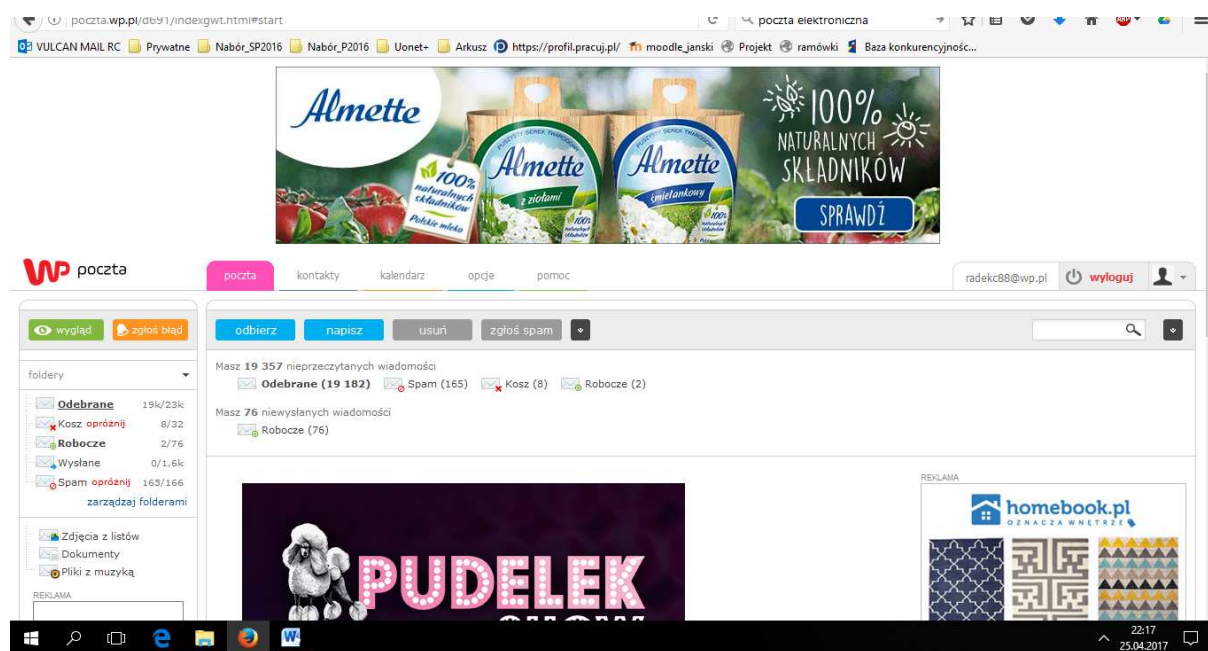 poczta.wp.pl/d691/indexgwt.html#start
poczta elektroniczna
VULCAN MAIL RC Prywatne Nabór_SP2016 Nabór_P2016 Uonet+ Arkusz https://profil.pracuj.pl/ moodle_janski Projekt ramówki Baza konkurencyjnośc...
Almette
100%
NATURALNYCH
SKŁADNIKÓW
SPRAWDŹ
PUSZYSTY SEREK TWAROGOWY
Almette
z ziołami
Almette
śmietankowy
100%
naturalnych
składników
Polskie mleko
WP poczta
poczta kontakty kalendarz opcje pomoc
radekc88@wp.pl wyloguj
wygląd zgłoś błąd
odbierz napisz usuń zgłoś spam
foldery
Odebrane 19k/23k
Kosz opróżnij 8/32
Robocze 2/76
Wysłane 0/1,6k
Spam opróżnij 165/166
zarządzaj folderami
Zdjęcia z listów
Dokumenty
Pliki z muzyką
REKLAMA
Masz 19 357 nieprzeczytanych wiadomości
Odebrane (19 182) Spam (165) Kosz (8) Robocze (2)
Masz 76 niewysłanych wiadomości
Robocze (76)
PUDELEK
REKLAMA
homebook.pl
OZNACZA WNĘTRZE
22:17
25.04.2017